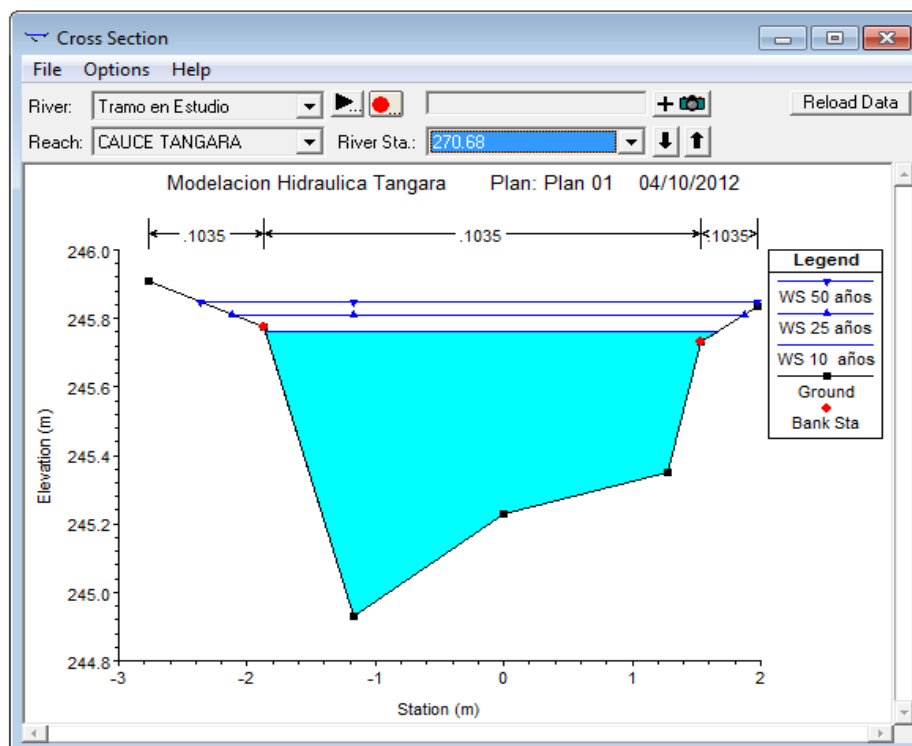 Cross Section
File Options Help
River: Tramo en Estudio Reload Data
Reach: CAUCE TANGARA River Sta.: 270.68
Modelacion Hidraulica Tangara Plan: Plan 01 04/10/2012
.1035 .1035 .1035
246.0
245.8
245.6
245.4
245.2
245.0
244.8
Elevation (m)
-3 -2 -1 0 1 2
Station (m)
Legend
WS 50 años
WS 25 años
WS 10 años
Ground
Bank Sta